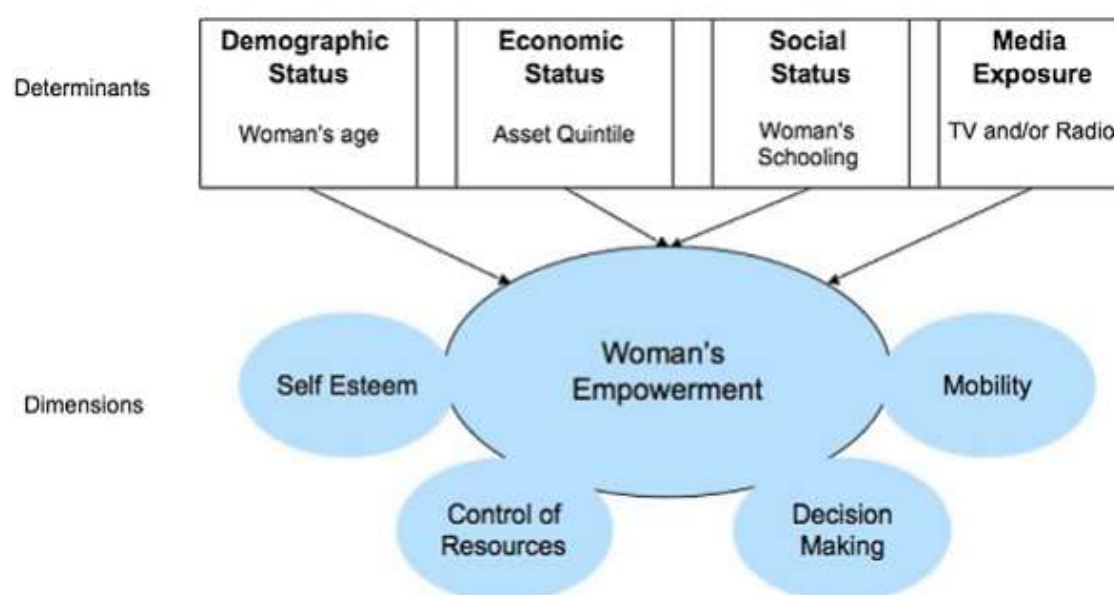 Determinants
Demographic
Status
Woman's age
Economic
Status
Asset Quintile
Social
Status
Woman's
Schooling
Media
Exposure
TV and/or Radio
Dimensions
Self Esteem
Woman's
Empowerment
Mobility
Control of
Resources
Decision
Making